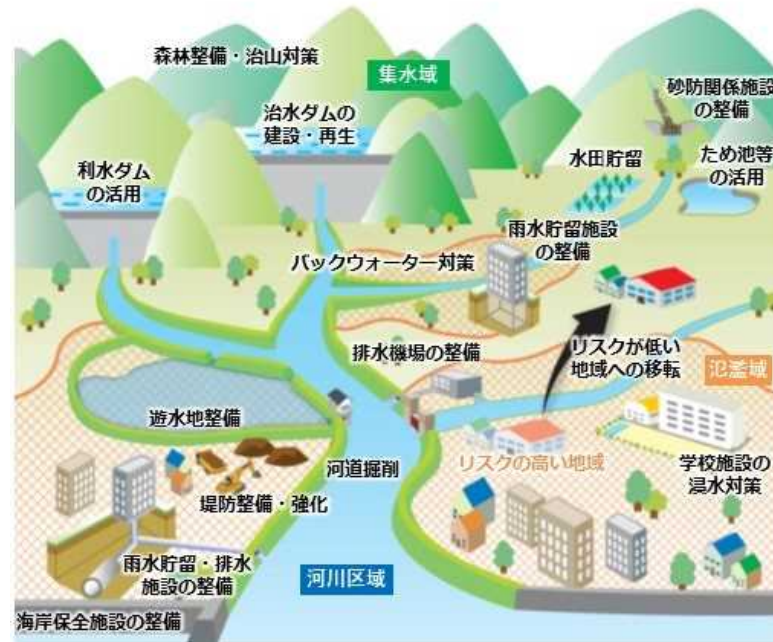 森林整備・治山対策
集水域
砂防関係施設
の整備
治水ダムの
建設・再生
水田貯留
ため池等
の活用
利水ダム
の活用
雨水貯留施設
の整備
バックウォーター対策
排水機場の整備
リスクが低い
地域への移転
氾濫域
遊水地整備
河道掘削
リスクの高い地域
学校施設の
浸水対策
堤防整備・強化
雨水貯留・排水
施設の整備
河川区域
海岸保全施設の整備